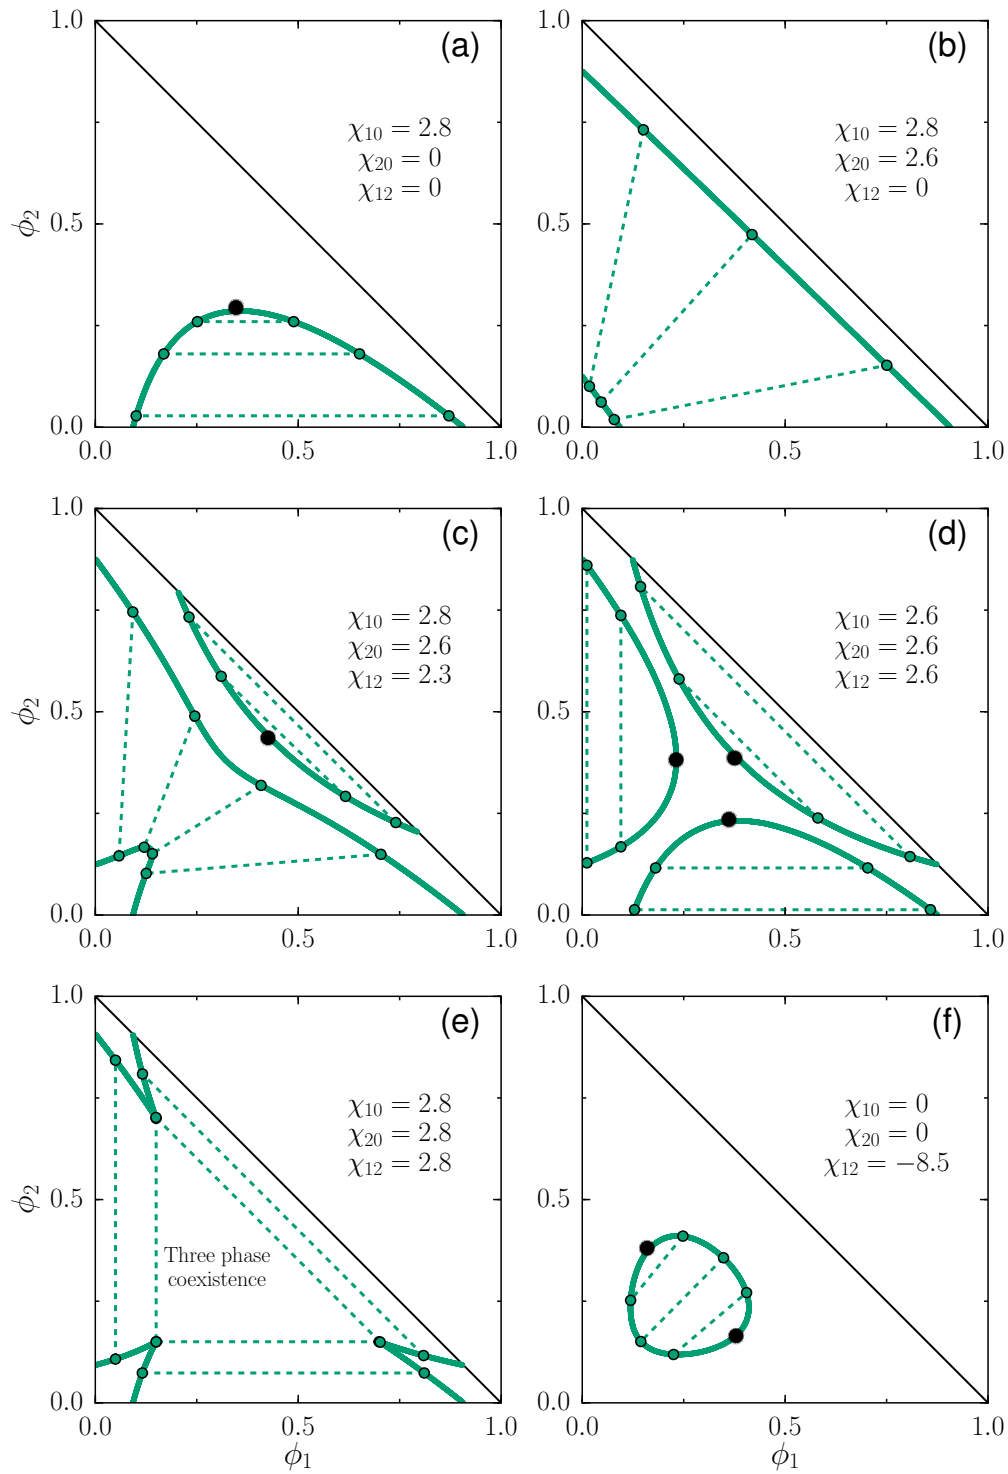 (a)
1.0
0.5
0.0
ϕ₂
χ₁₀ = 2.8
χ₂₀ = 0
χ₁₂ = 0
0.0 0.5 1.0
(b)
1.0
0.5
0.0
χ₁₀ = 2.8
χ₂₀ = 2.6
χ₁₂ = 0
0.0 0.5 1.0
(c)
1.0
0.5
0.0
ϕ₂
χ₁₀ = 2.8
χ₂₀ = 2.6
χ₁₂ = 2.3
0.0 0.5 1.0
(d)
1.0
0.5
0.0
χ₁₀ = 2.6
χ₂₀ = 2.6
χ₁₂ = 2.6
0.0 0.5 1.0
(e)
1.0
0.5
0.0
ϕ₂
χ₁₀ = 2.8
χ₂₀ = 2.8
χ₁₂ = 2.8
Three phase
coexistence
0.0 0.5 1.0
ϕ₁
(f)
1.0
0.5
0.0
χ₁₀ = 0
χ₂₀ = 0
χ₁₂ = −8.5
0.0 0.5 1.0
ϕ₁